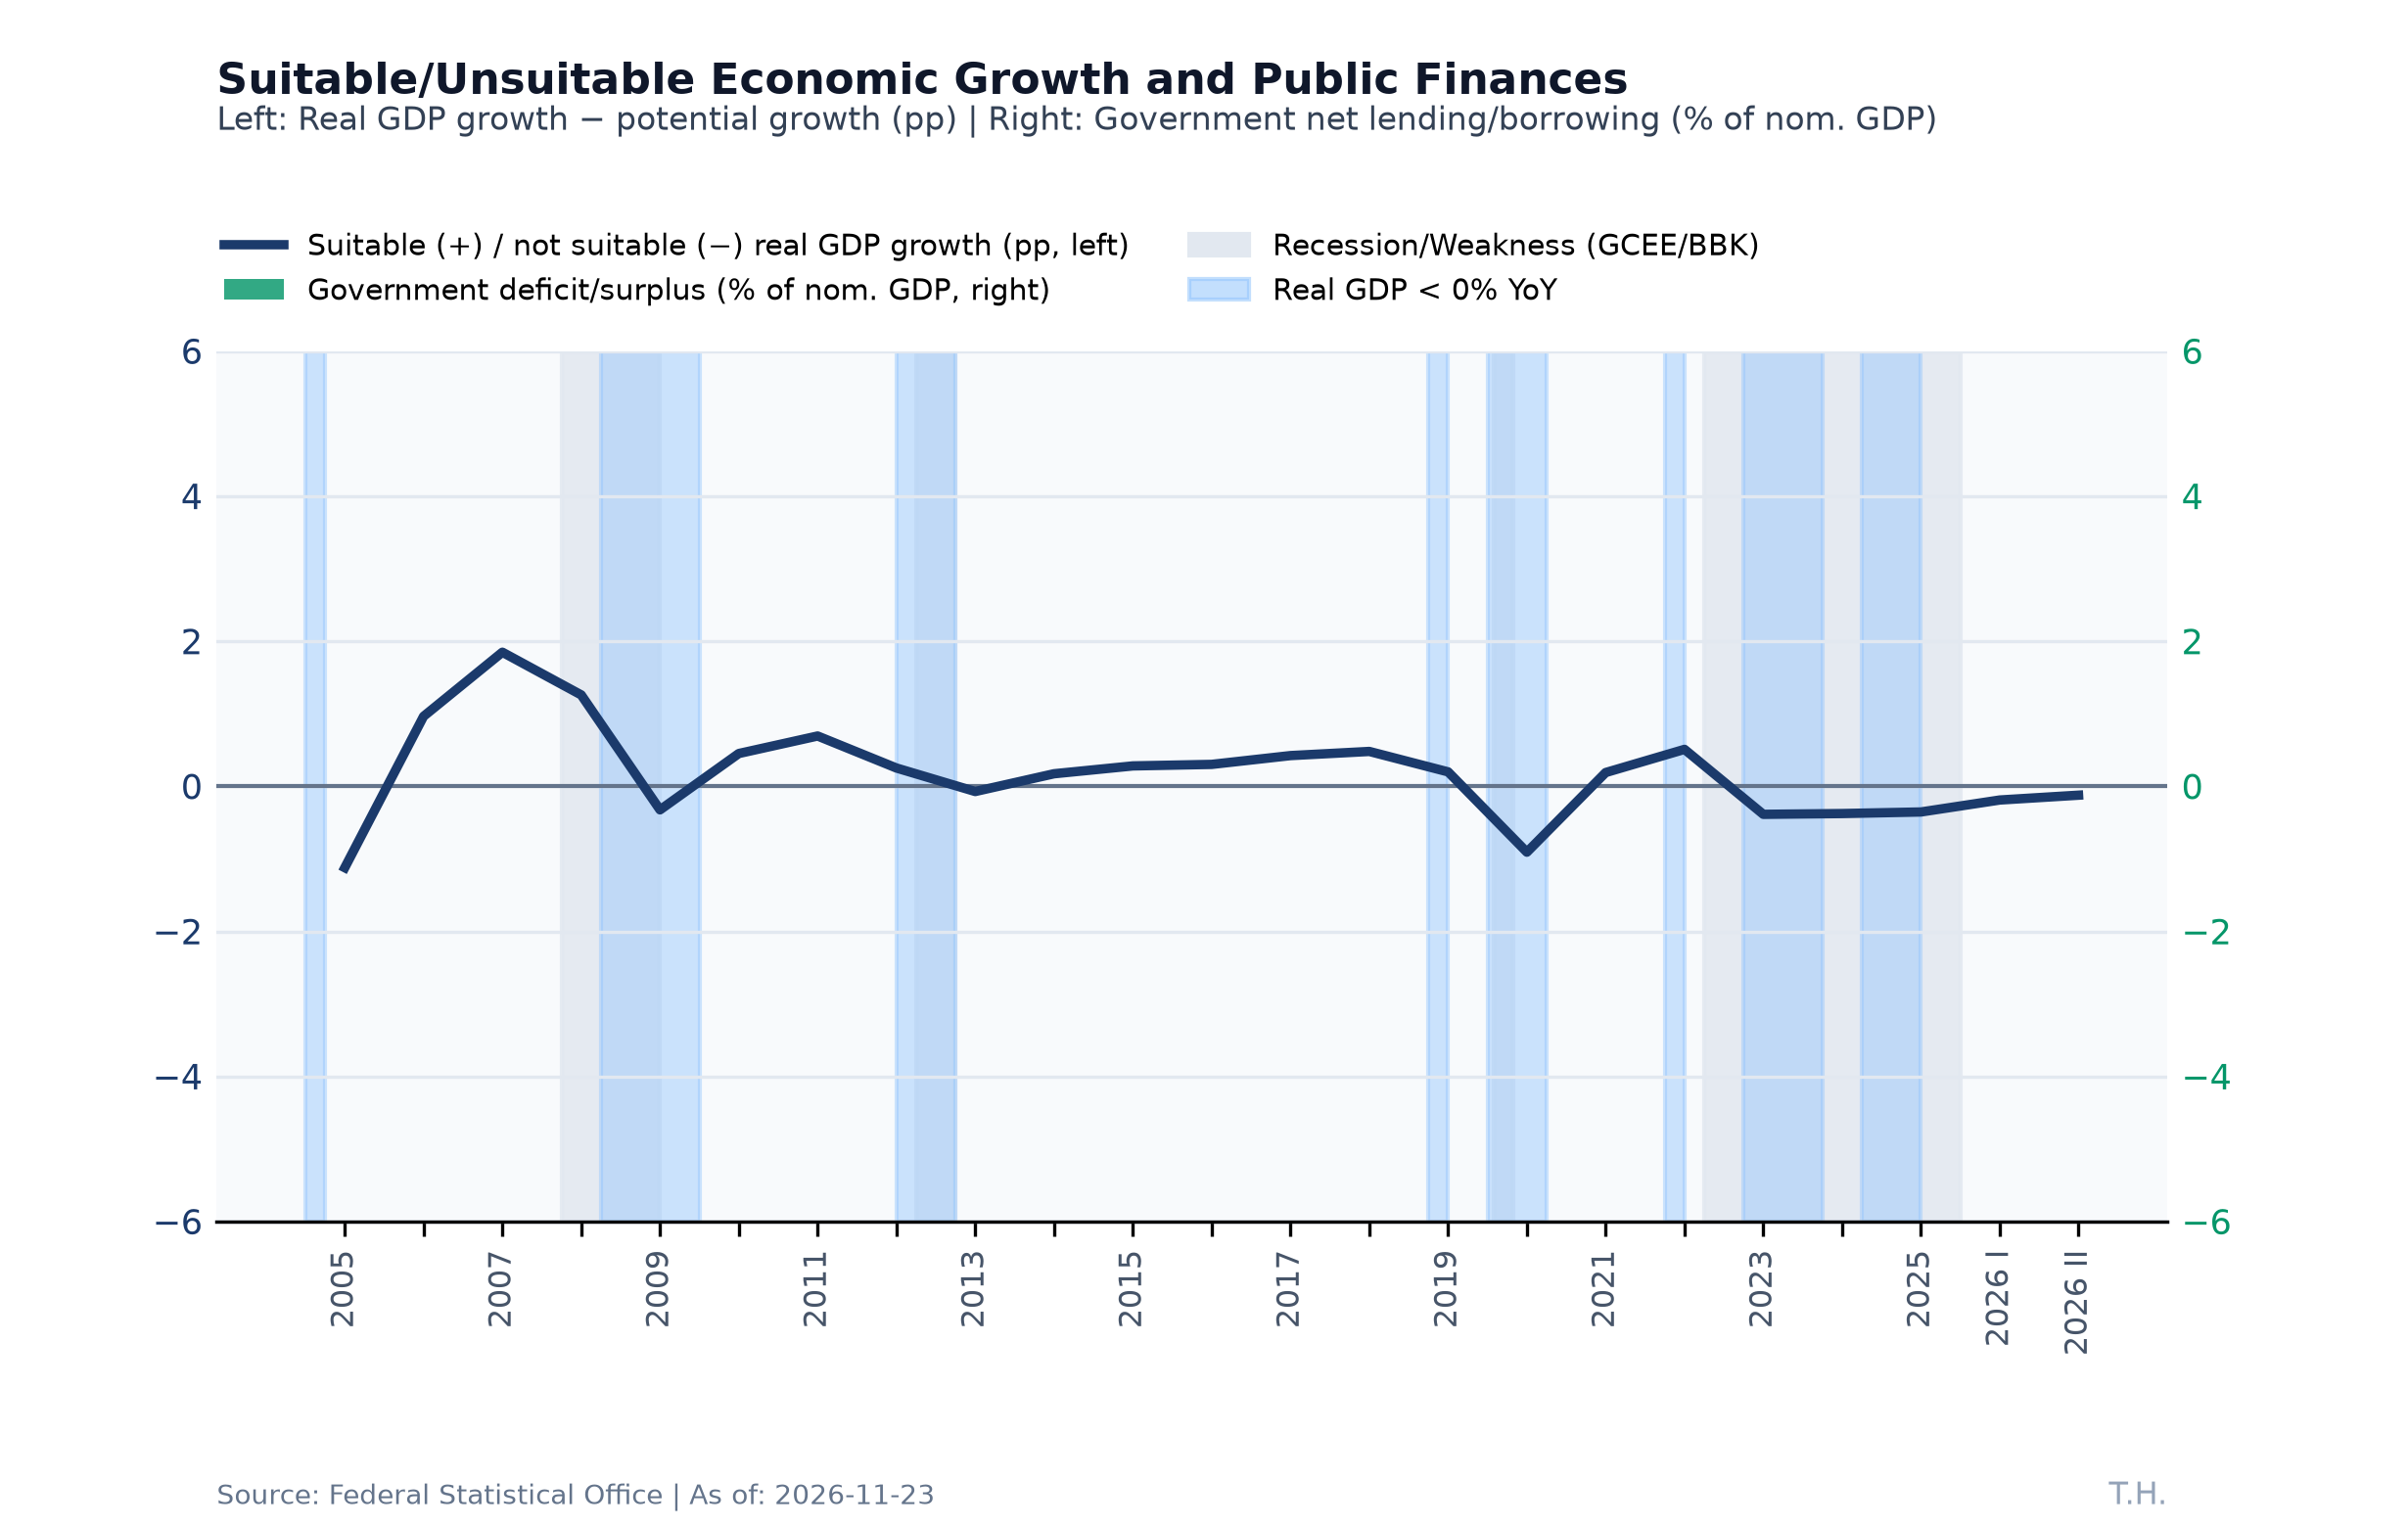 Suitable/Unsuitable Economic Growth and Public Finances
Left: Real GDP growth − potential growth (pp) | Right: Government net lending/borrowing (% of nom. GDP)
Suitable (+) / not suitable (−) real GDP growth (pp, left)
Government deficit/surplus (% of nom. GDP, right)
Recession/Weakness (GCEE/BBK)
Real GDP < 0% YoY
6
4
2
0
−2
−4
−6
6
4
2
0
−2
−4
−6
2005
2007
2009
2011
2013
2015
2017
2019
2021
2023
2025
2026 I
2026 II
Source: Federal Statistical Office | As of: 2026-11-23
T.H.